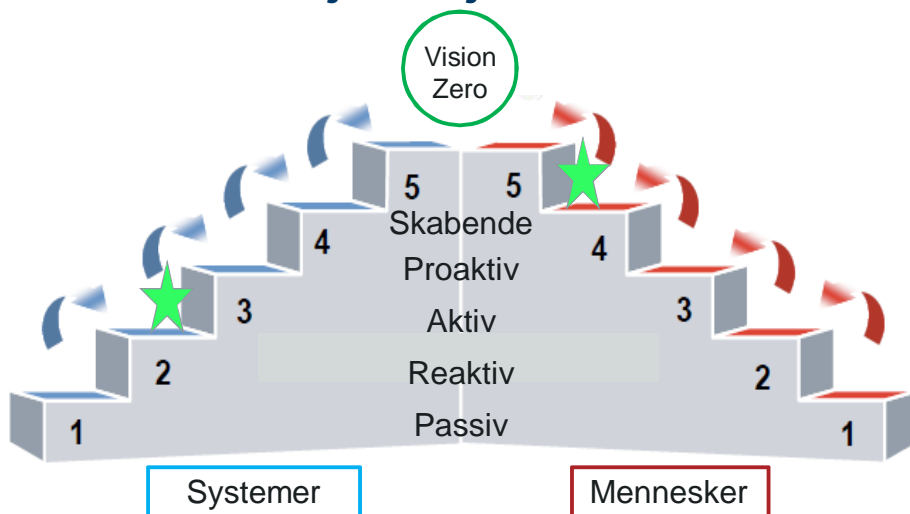 Vision
Zero
5 5
4 Skabende 4
Proaktiv
3 3
Aktiv
2 Reaktiv 2
1 Passiv 1
Systemer Mennesker